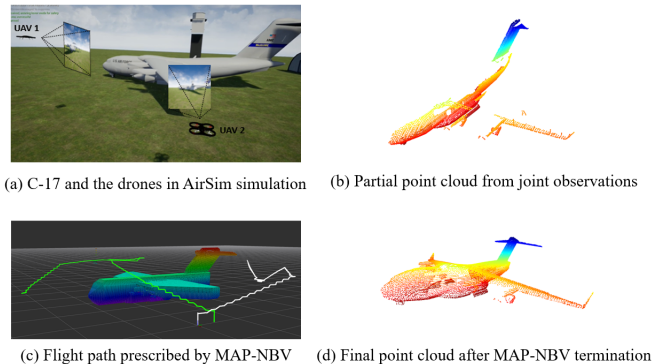 UAV 1
UAV 2
(a) C-17 and the drones in AirSim simulation
(b) Partial point cloud from joint observations
(c) Flight path prescribed by MAP-NBV
(d) Final point cloud after MAP-NBV termination